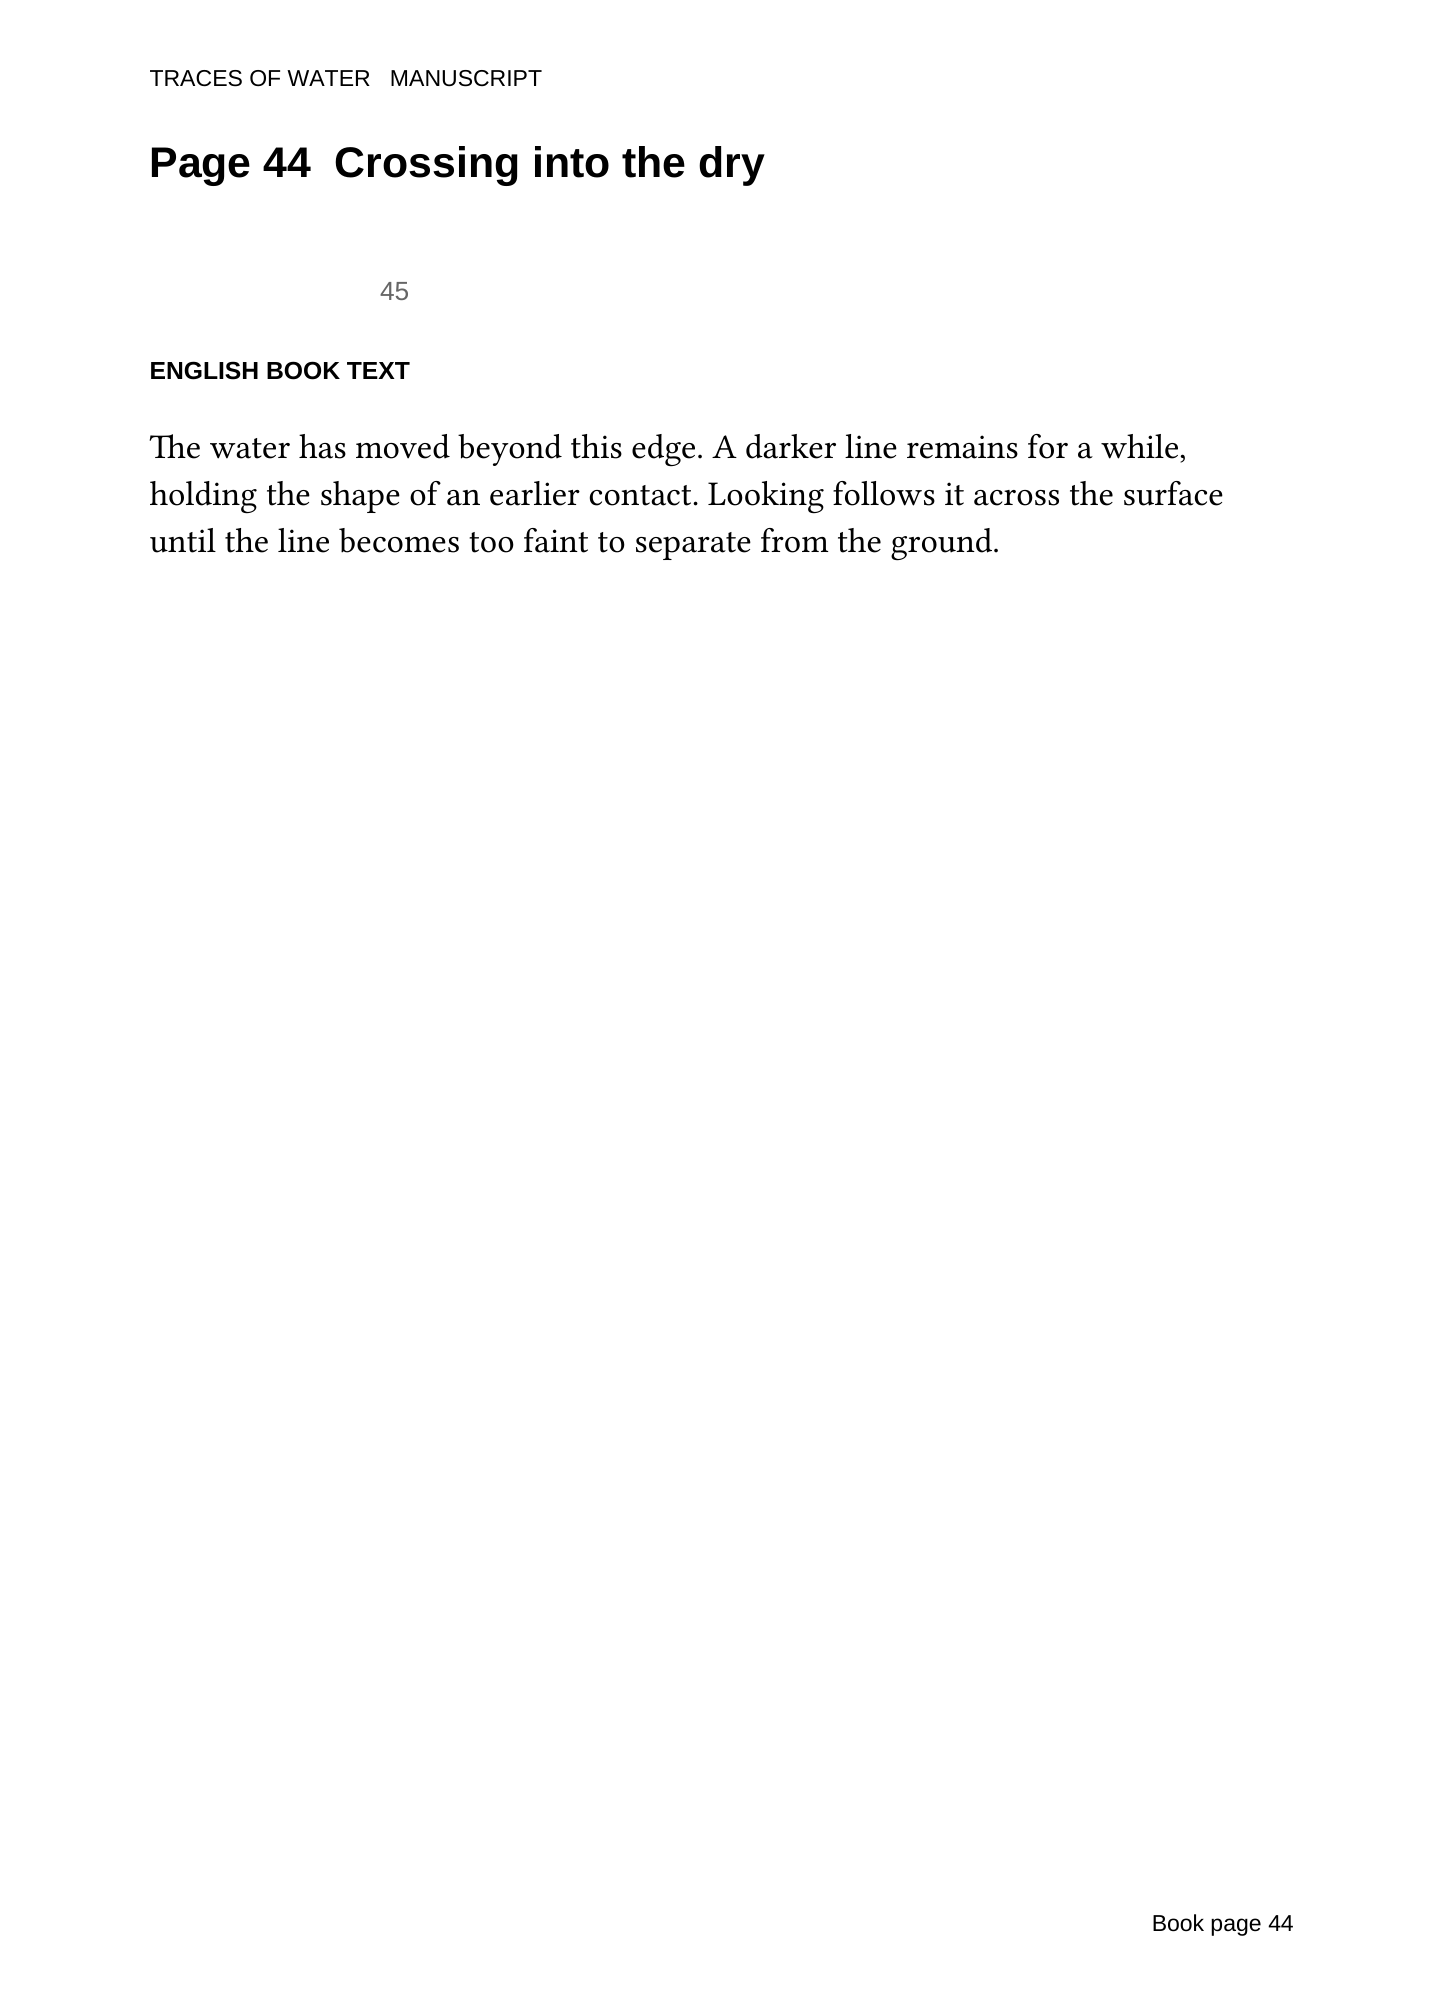 TRACES OF WATER   MANUSCRIPT
Page 44  Crossing into the dry
45
ENGLISH BOOK TEXT
The water has moved beyond this edge. A darker line remains for a while,
holding the shape of an earlier contact. Looking follows it across the surface
until the line becomes too faint to separate from the ground.
Book page 44